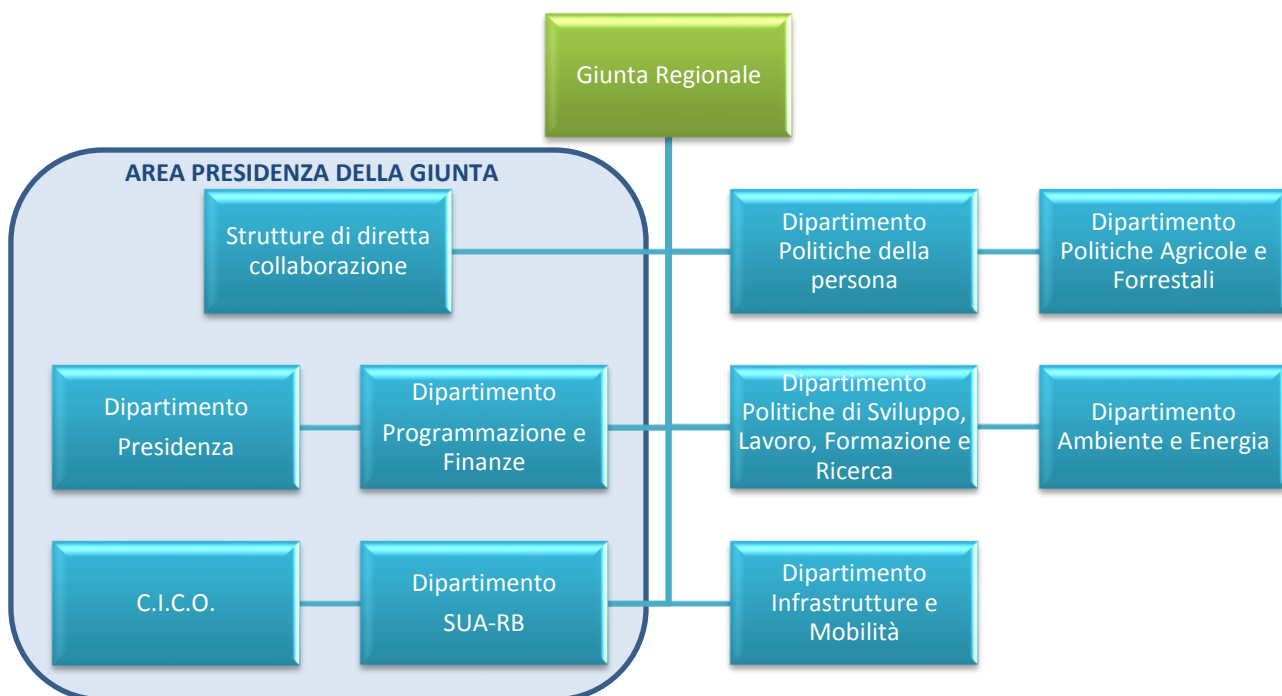 Giunta Regionale
AREA PRESIDENZA DELLA GIUNTA
Strutture di diretta
collaborazione
Dipartimento
Politiche della
persona
Dipartimento
Politiche Agricole e
Forrestali
Dipartimento
Presidenza
Dipartimento
Programmazione e
Finanze
Dipartimento
Politiche di Sviluppo,
Lavoro, Formazione e
Ricerca
Dipartimento
Ambiente e Energia
C.I.C.O.
Dipartimento
SUA-RB
Dipartimento
Infrastrutture e
Mobilità